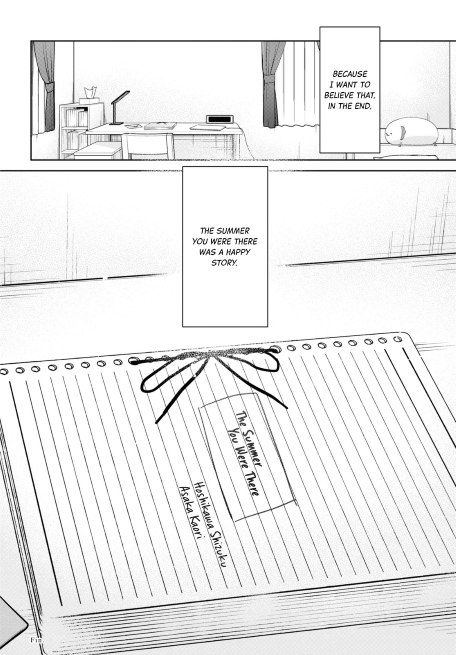 BECAUSE
I WANT TO
BELIEVE THAT,
IN THE END,
THE SUMMER
YOU WERE THERE
WAS A HAPPY
STORY.
The Summer
You Were There
Hoshikawa Shizuku
Asaka Kaori
Fin